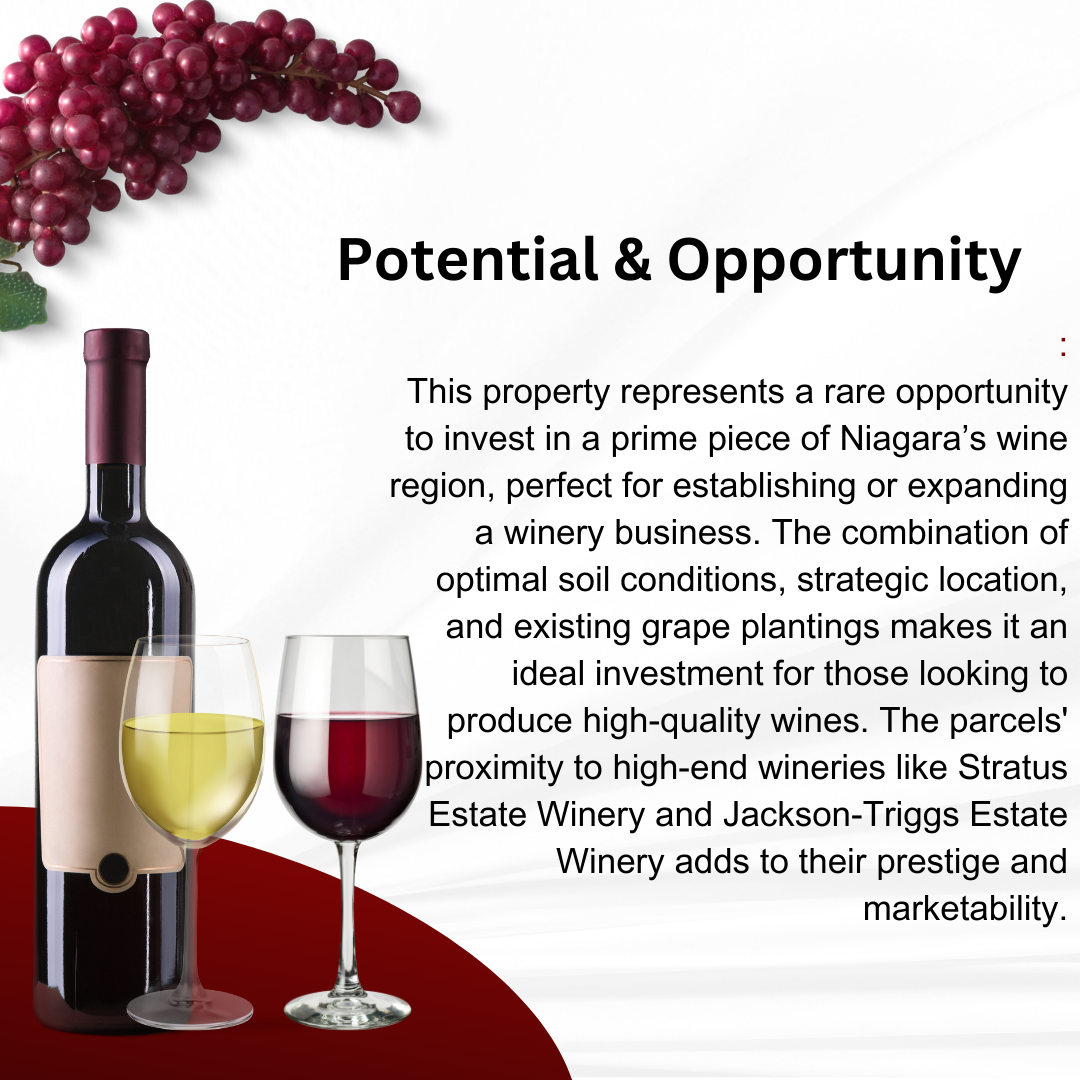 Potential & Opportunity
:
This property represents a rare opportunity
to invest in a prime piece of Niagara’s wine
region, perfect for establishing or expanding
a winery business. The combination of
optimal soil conditions, strategic location,
and existing grape plantings makes it an
ideal investment for those looking to
produce high-quality wines. The parcels'
proximity to high-end wineries like Stratus
Estate Winery and Jackson-Triggs Estate
Winery adds to their prestige and
marketability.